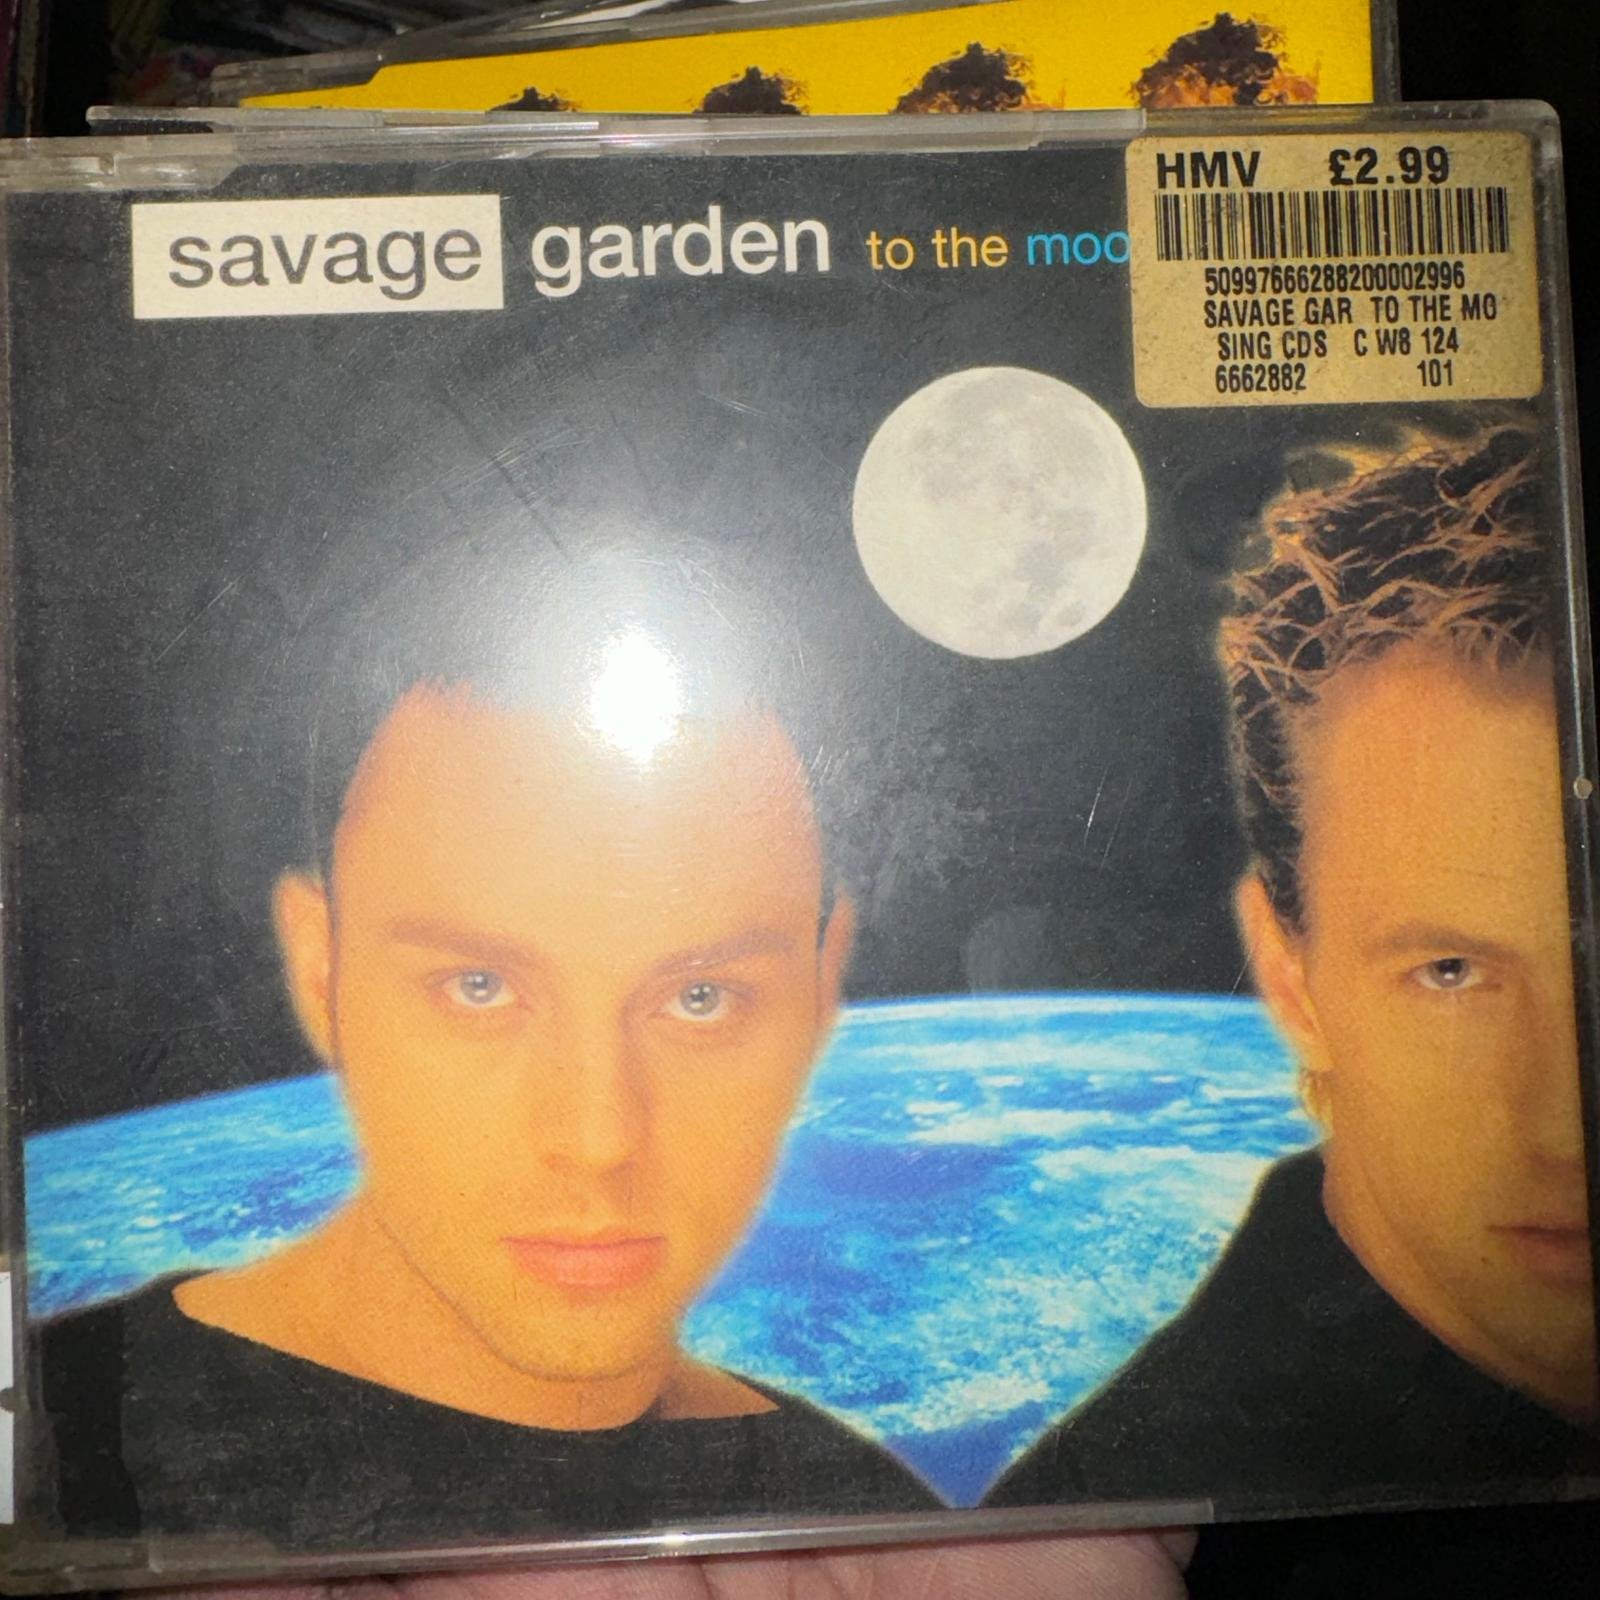 savage garden to the moo
HMV £2.99
5099766628820002996
SAVAGE GAR TO THE MO
SING CDS C W8 124
6662882 101